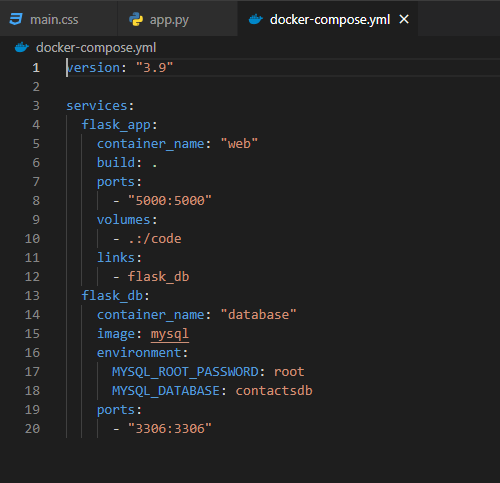 main.css app.py docker-compose.yml
docker-compose.yml
1 version: "3.9"
2
3 services:
4 flask_app:
5 container_name: "web"
6 build: .
7 ports:
8 - "5000:5000"
9 volumes:
10 - .:/code
11 links:
12 - flask_db
13 flask_db:
14 container_name: "database"
15 image: mysql
16 environment:
17 MYSQL_ROOT_PASSWORD: root
18 MYSQL_DATABASE: contactsdb
19 ports:
20 - "3306:3306"